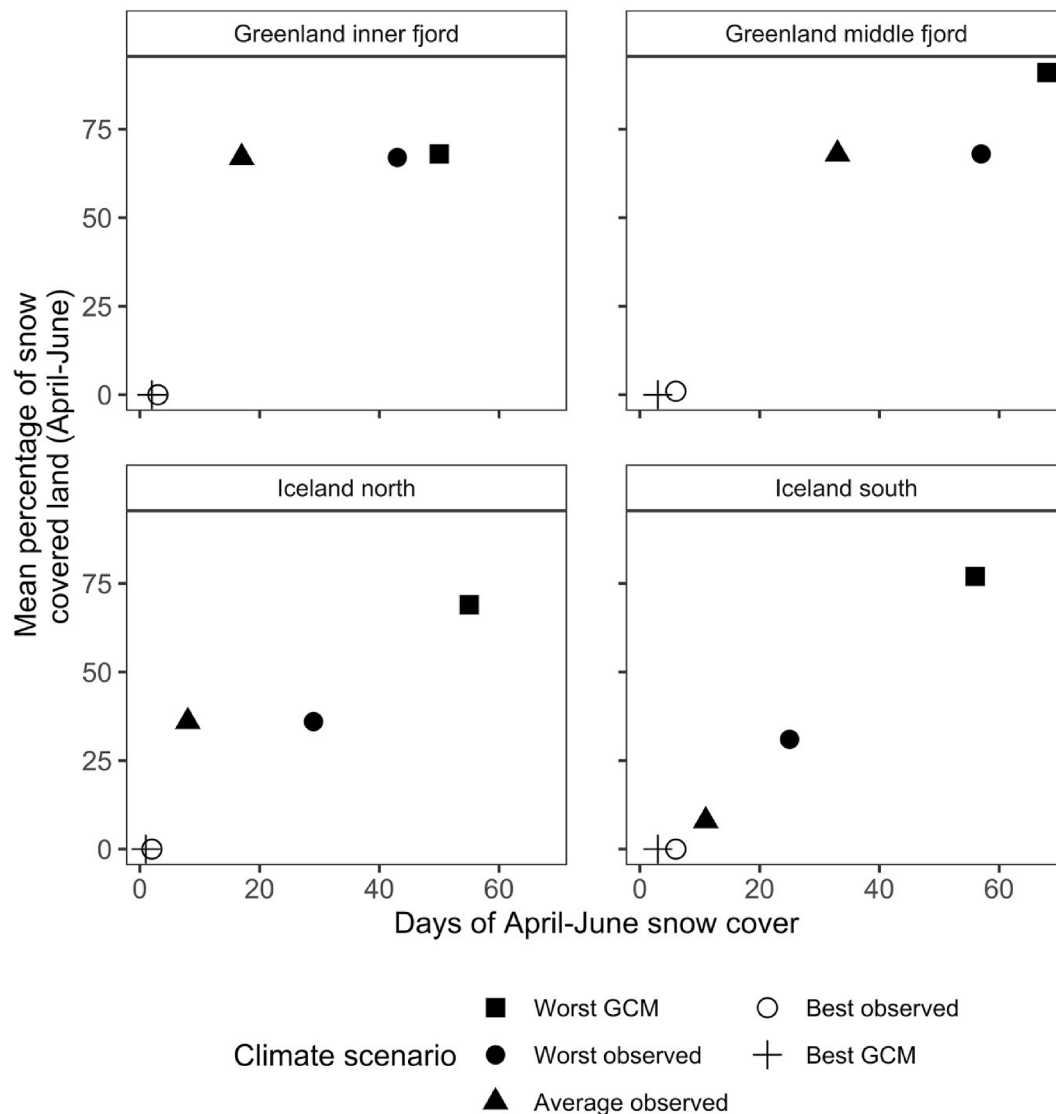 Greenland inner fjord
Greenland middle fjord
75
50
25
0
Mean percentage of snow
covered land (April-June)
Iceland north
Iceland south
75
50
25
0
0 20 40 60
0 20 40 60
Days of April-June snow cover
Climate scenario
Worst GCM
Worst observed
Average observed
Best observed
Best GCM